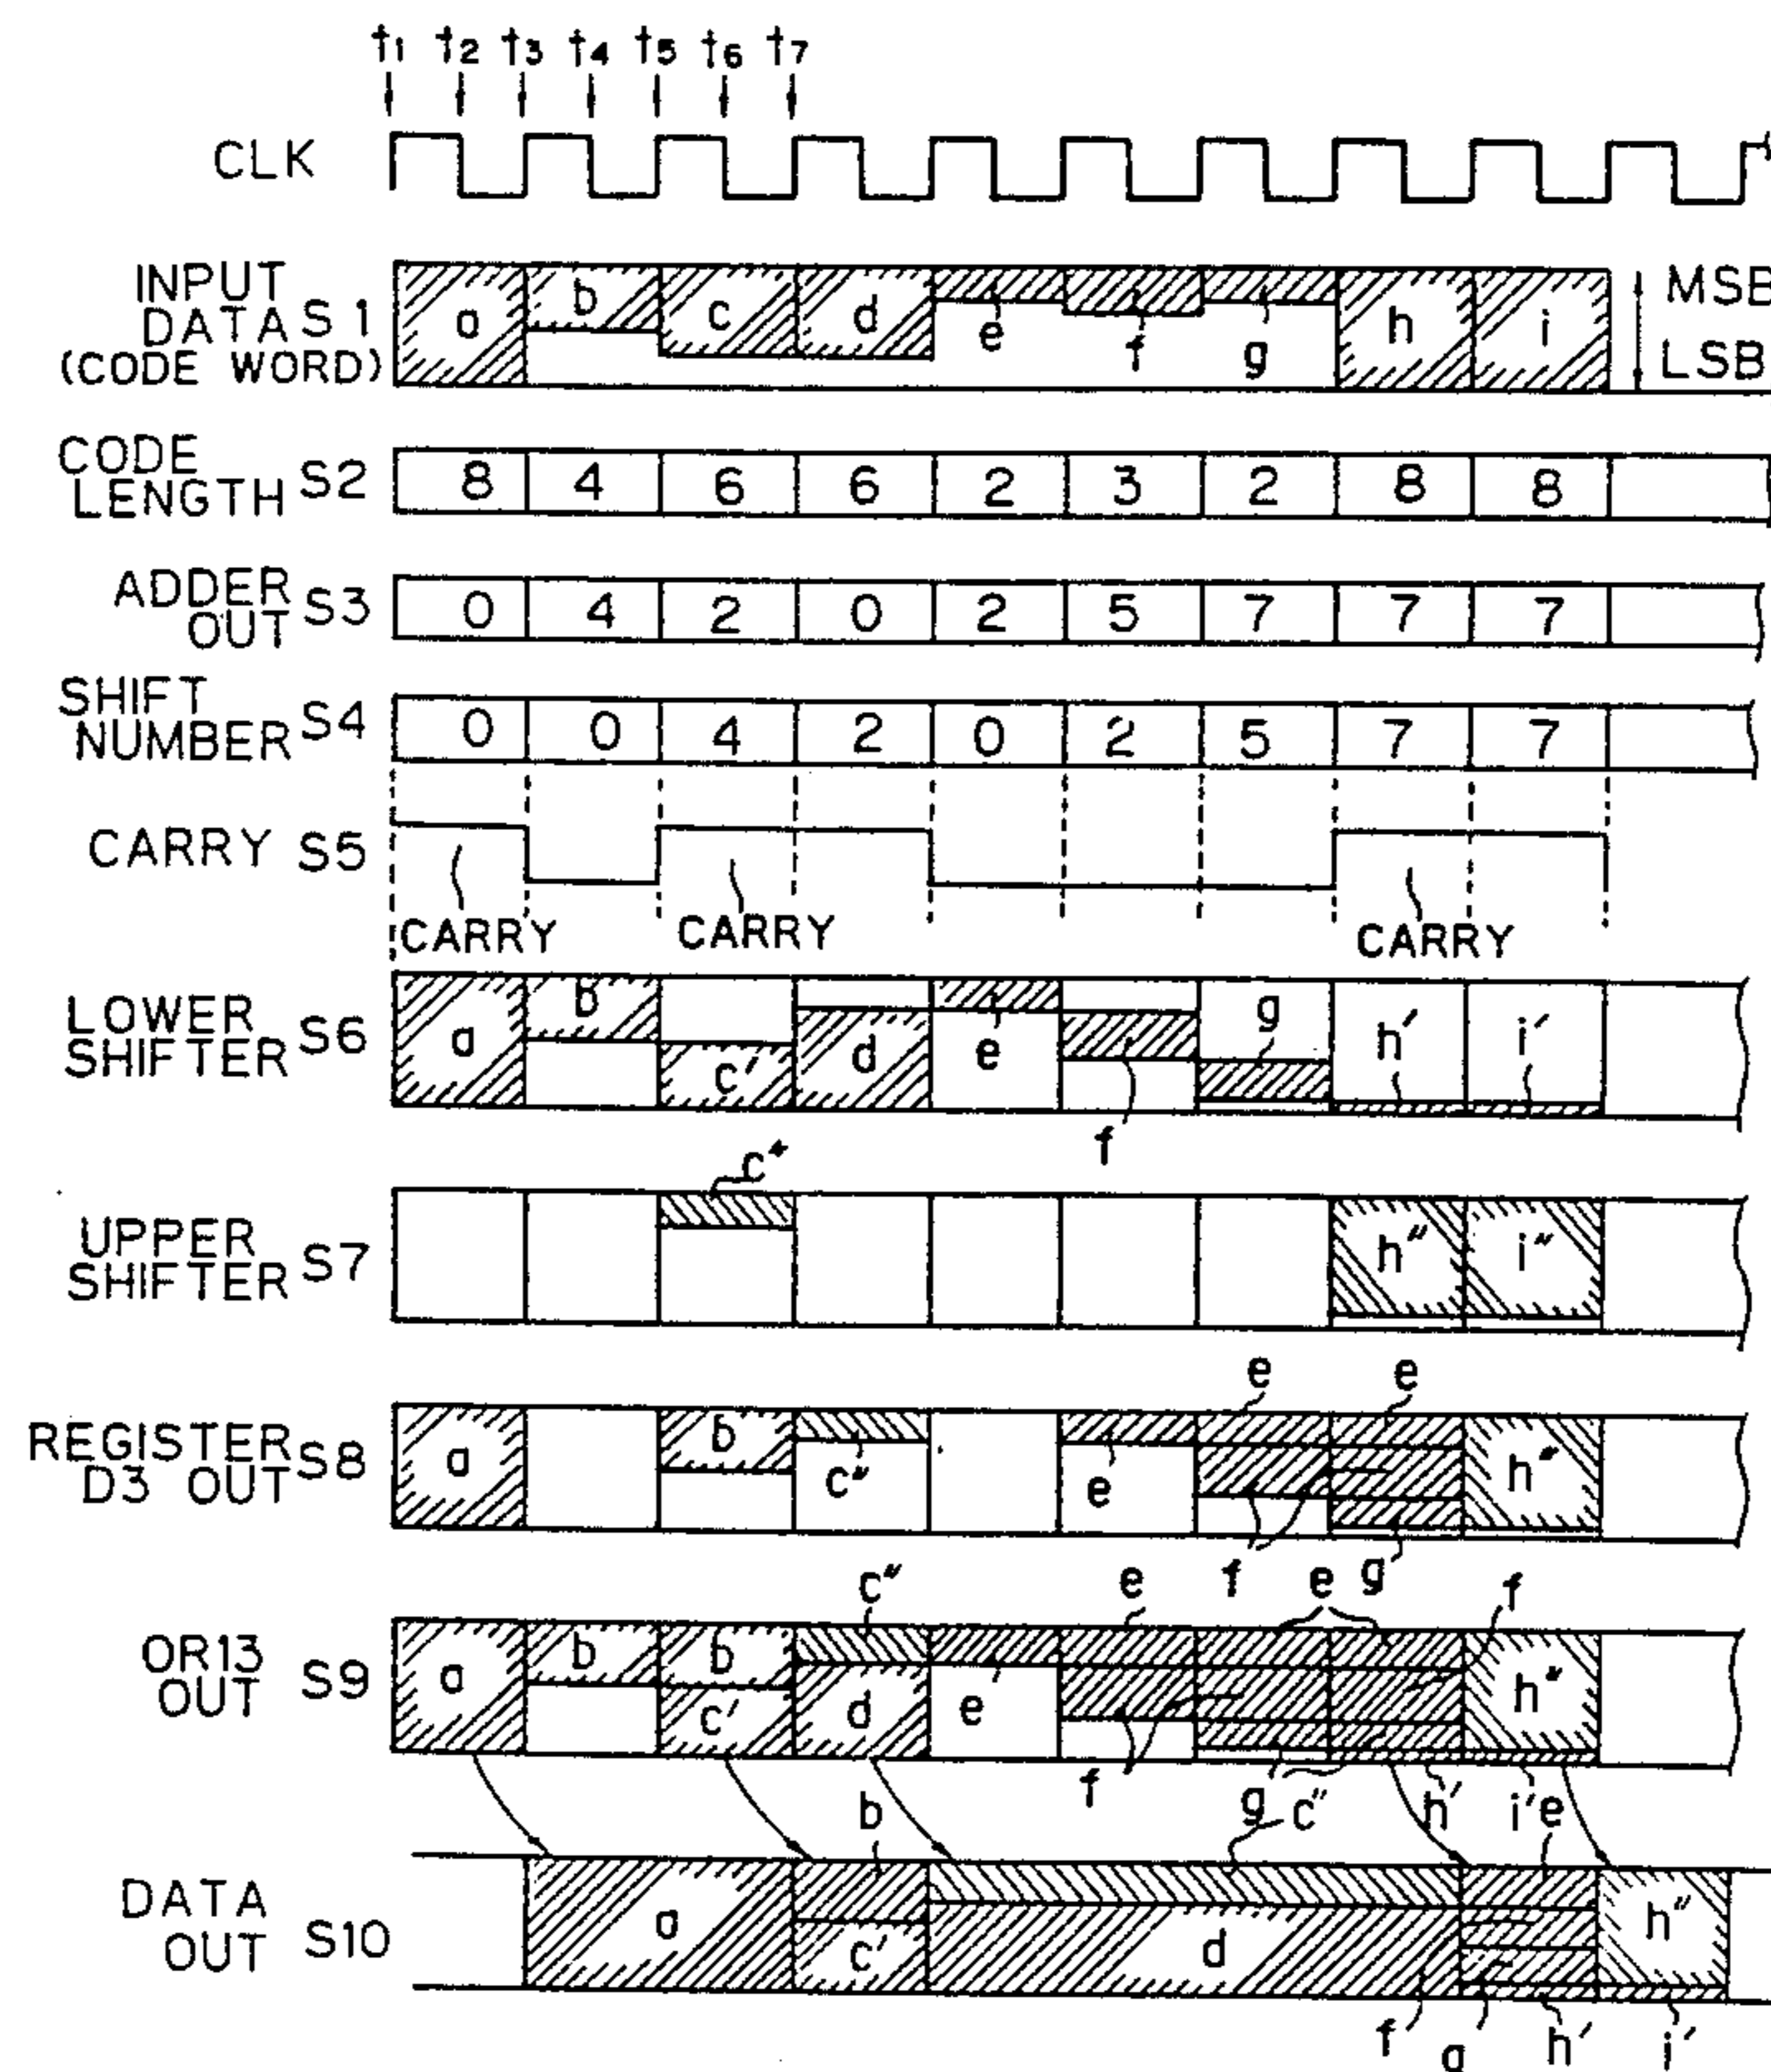 t1 t2 t3 t4 t5 t6 t7
CLK
INPUT DATA (CODE WORD) S1
a b c d e f g h i
MSB
LSB
CODE LENGTH S2
8 4 6 6 2 3 2 8 8
ADDER OUT S3
0 4 2 0 2 5 7 7 7
SHIFT NUMBER S4
0 0 4 2 0 2 5 7 7
CARRY S5
CARRY CARRY CARRY
LOWER SHIFTER S6
a b c' d e f g h' i'
UPPER SHIFTER S7
c" h" i"
REGISTER D3 OUT S8
e e
a b c" e h"
f g
OR13 OUT S9
c" e e f
a b b c' d e h"
f g c" h' i' e
b
DATA OUT S10
a c' d h"
f g h' i'